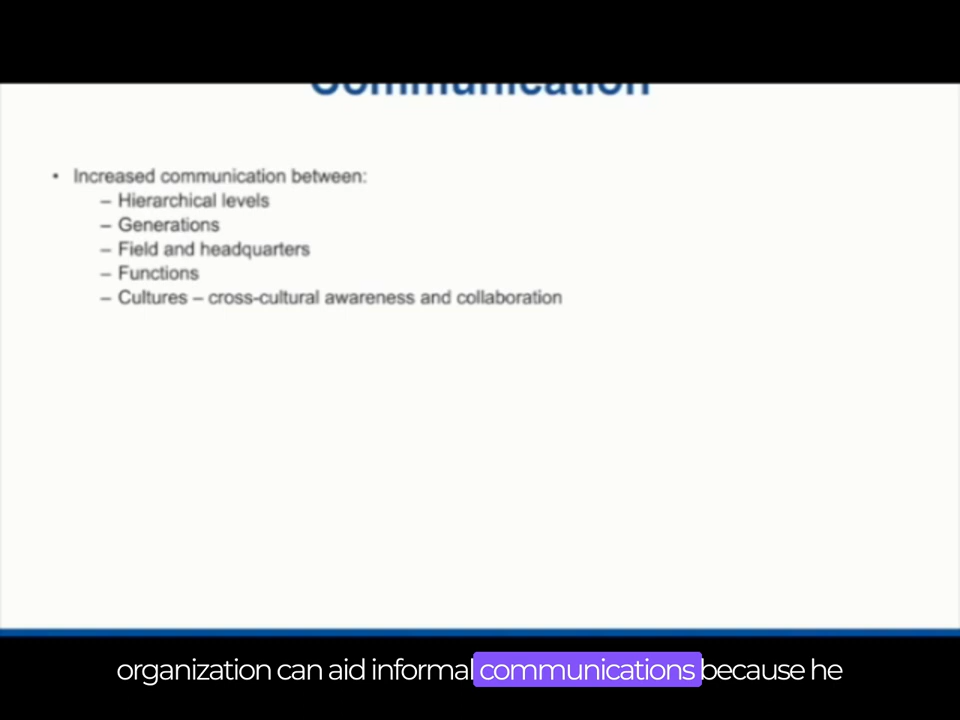 Communication
• Increased communication between:
– Hierarchical levels
– Generations
– Field and headquarters
– Functions
– Cultures – cross-cultural awareness and collaboration
organization can aid informal communications because he